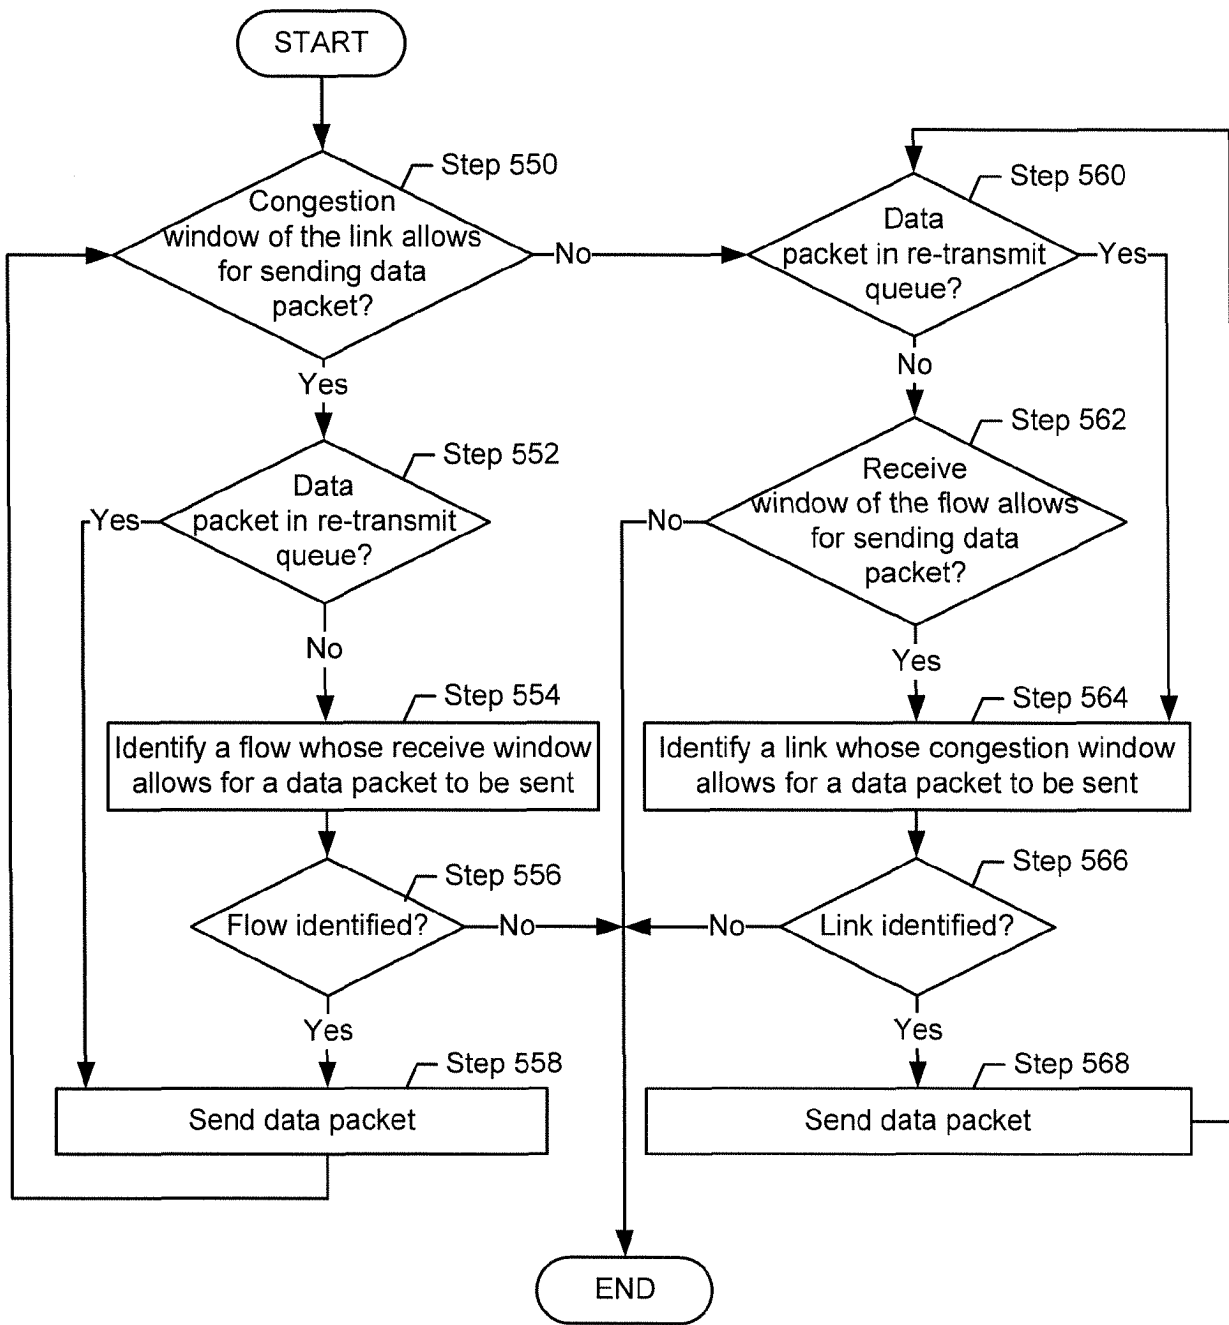 START
Step 550
Congestion
window of the link allows
for sending data
packet?
No
Yes
Step 552
Data
packet in re-transmit
queue?
Yes
No
Step 554
Identify a flow whose receive window
allows for a data packet to be sent
Step 556
Flow identified?
No
Yes
Step 558
Send data packet
Step 560
Data
packet in re-transmit
queue?
Yes
No
Step 562
Receive
window of the flow allows
for sending data
packet?
No
Yes
Step 564
Identify a link whose congestion window
allows for a data packet to be sent
Step 566
Link identified?
No
Yes
Step 568
Send data packet
END